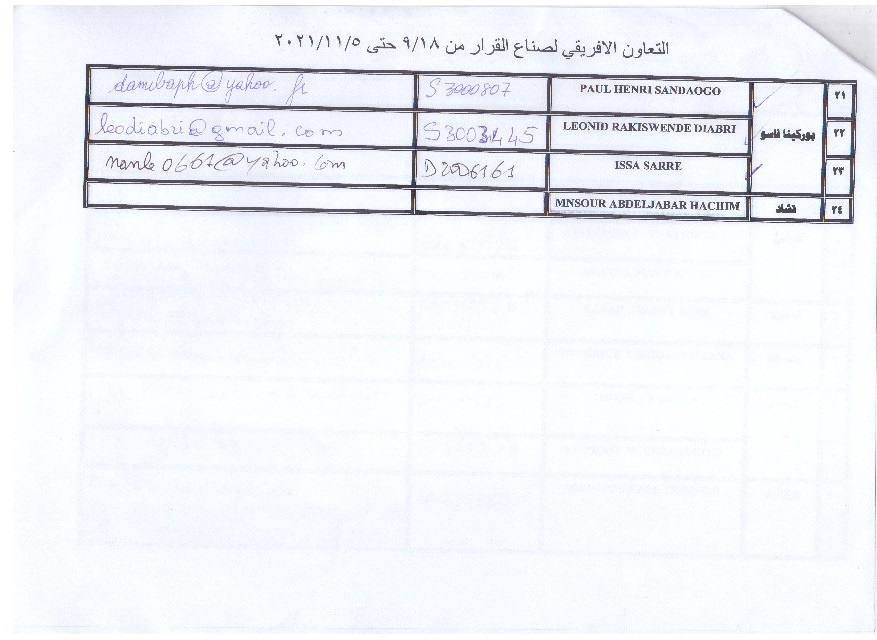 التعاون الافريقي لصناع القرار من ٩/١٨ حتى ٢٠٢١/١١/٥
٢١ PAUL HENRI SANDAOGO S3000807 damibaph@yahoo.fr
بوركينا فاسو ٢٢ LEONID RAKISWENDE DIABRI S3003445 leodiabri@gmail.com
٢٣ ISSA SARRE D2006161 nanle0661@yahoo.com
٢٤ تشاد MNSOUR ABDELJABAR HACHIM